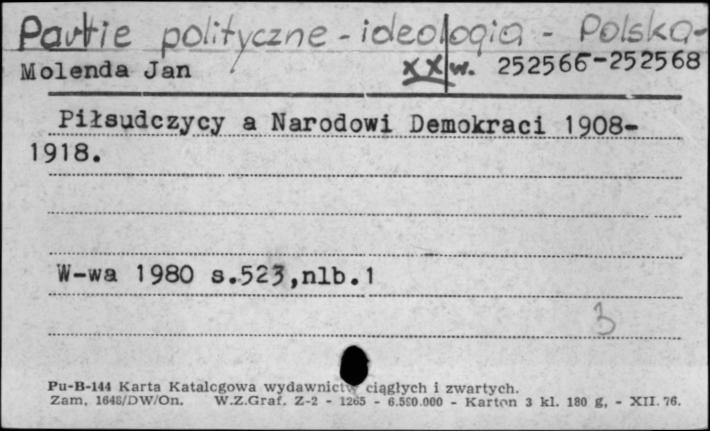 Partie polityczne - ideologia - Polska -
Molenda Jan XX w. 252566-252568
Piłsudczycy a Narodowi Demokraci 1908-
1918.
W-wa 1980 s.523,nlb.1
3
Pu-B-144 Karta Katalogowa wydawnictw ciągłych i zwartych.
Zam. 1648/DW/On. W.Z.Graf. Z-2 - 1265 - 6.500.000 - Karton 3 kl. 180 g. - XII. 76.